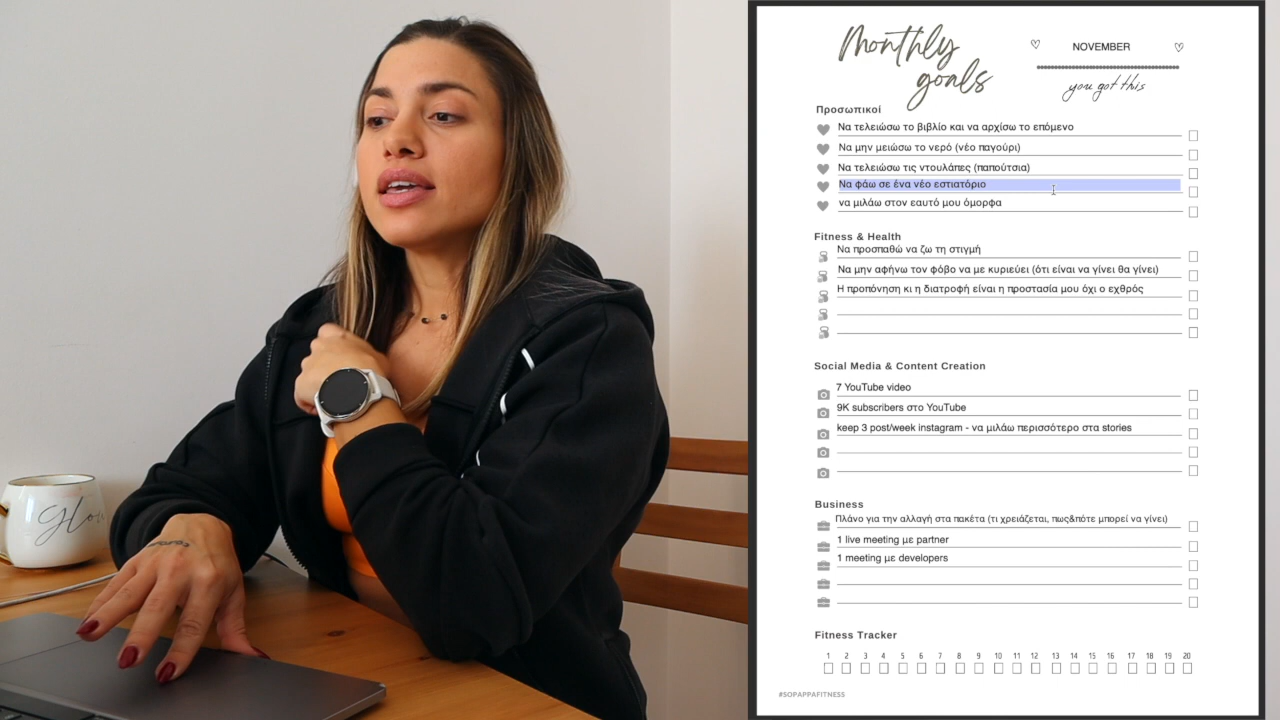 Monthly
goals
NOVEMBER
you got this
Προσωπικοί
Να τελειώσω το βιβλίο και να αρχίσω το επόμενο
Να μην μειώσω το νερό (νέο παγούρι)
Να τελειώσω τις ντουλάπες (παπούτσια)
Να φάω σε ένα νέο εστιατόριο
να μιλάω στον εαυτό μου όμορφα
Fitness & Health
Να προσπαθώ να ζω τη στιγμή
Να μην αφήνω τον φόβο να με κυριεύει (ότι είναι να γίνει θα γίνει)
Η προπόνηση κι η διατροφή είναι η προστασία μου όχι ο εχθρός
Social Media & Content Creation
7 YouTube video
9K subscribers στο YouTube
keep 3 post/week instagram - να μιλάω περισσότερο στα stories
Business
Πλάνο για την αλλαγή στα πακέτα (τι χρειάζεται, πως&πότε μπορεί να γίνει)
1 live meeting με partner
1 meeting με developers
Fitness Tracker
1 2 3 4 5 6 7 8 9 10 11 12 13 14 15 16 17 18 19 20
#SOPAPPAFITNESS
Glow